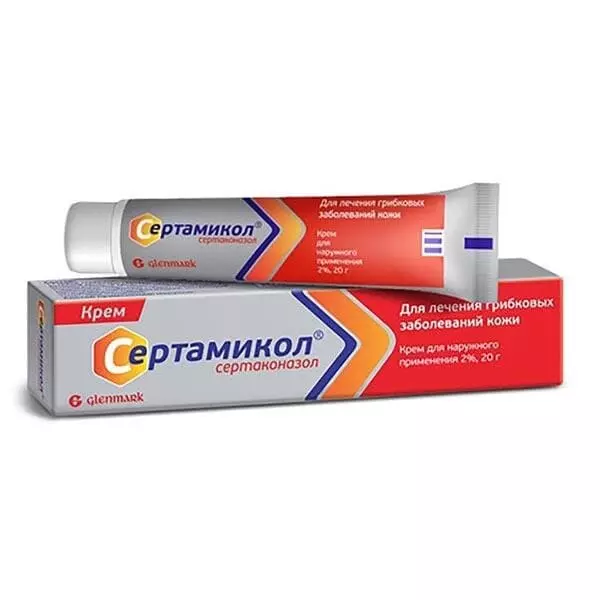 Сертамикол®
сертаконазол
glenmark
Для лечения грибковых
заболеваний кожи
Крем
для
наружного
применения
2%, 20 г
Крем
Сертамикол®
сертаконазол
glenmark
Для лечения грибковых
заболеваний кожи
Крем для наружного
применения 2%, 20 г